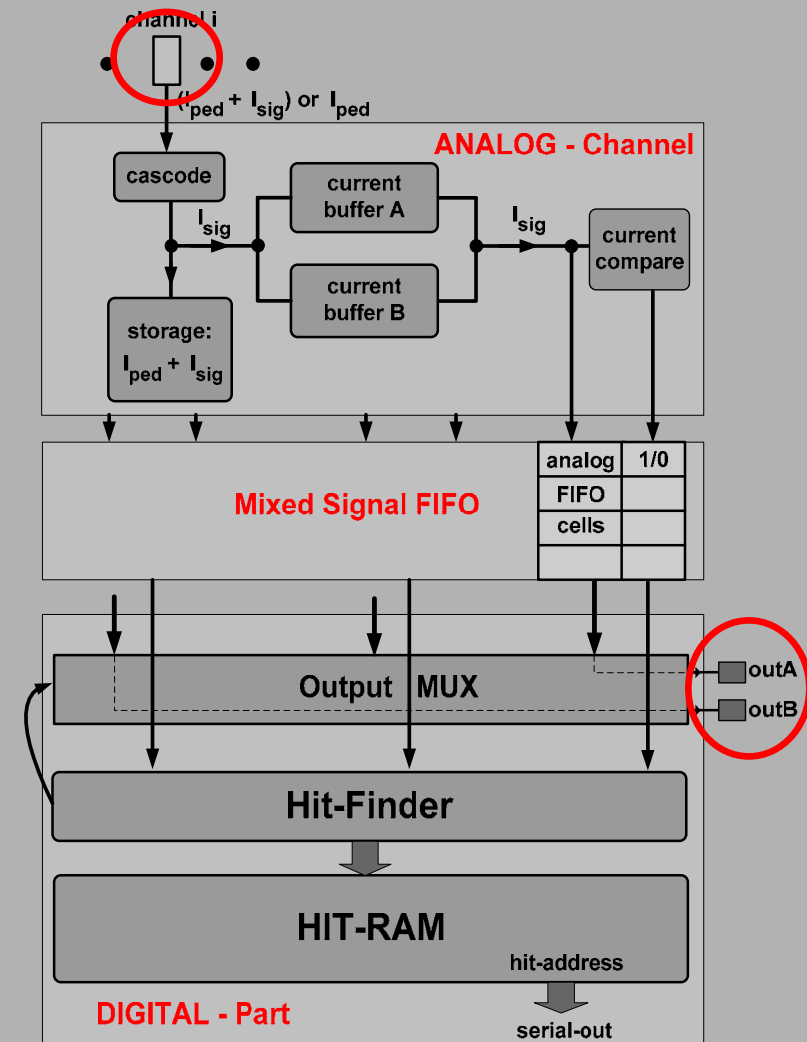 channel i
(Iped + Isig) or Iped
ANALOG - Channel
cascode
Isig
current
buffer A
Isig
current
compare
current
buffer B
storage:
Iped + Isig
Mixed Signal FIFO
analog 1/0
FIFO
cells
Output MUX
outA
outB
Hit-Finder
HIT-RAM
hit-address
DIGITAL - Part
serial-out